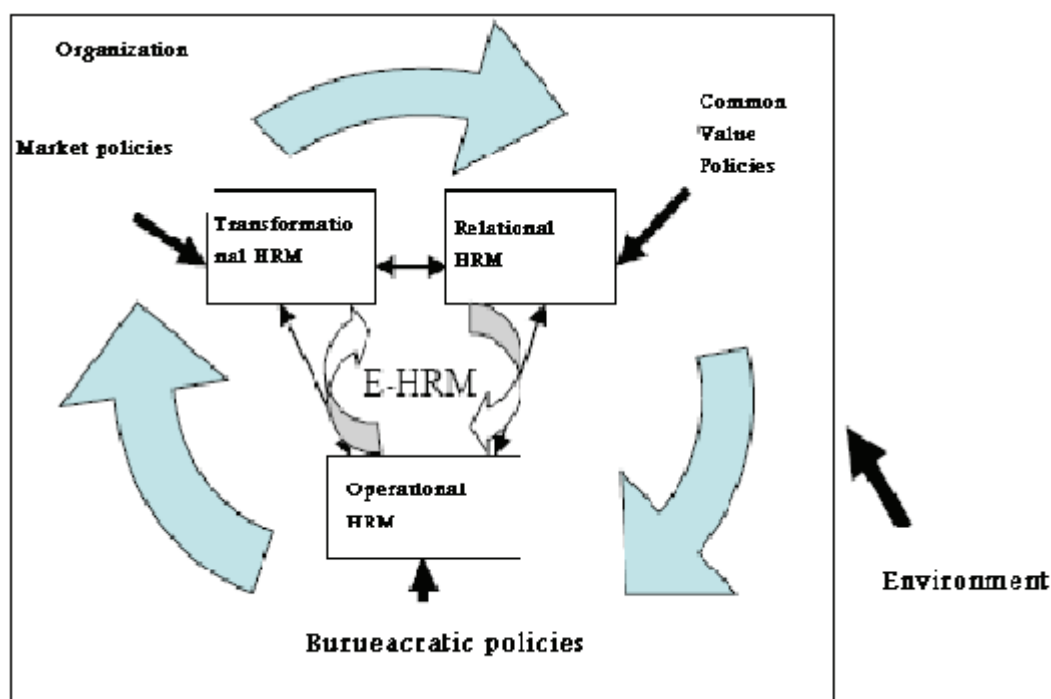 Organization
Common
Value
Policies
Market policies
Transformatio
nal HRM
Relational
HRM
E-HRM
Operational
HRM
Environment
Burueacratic policies